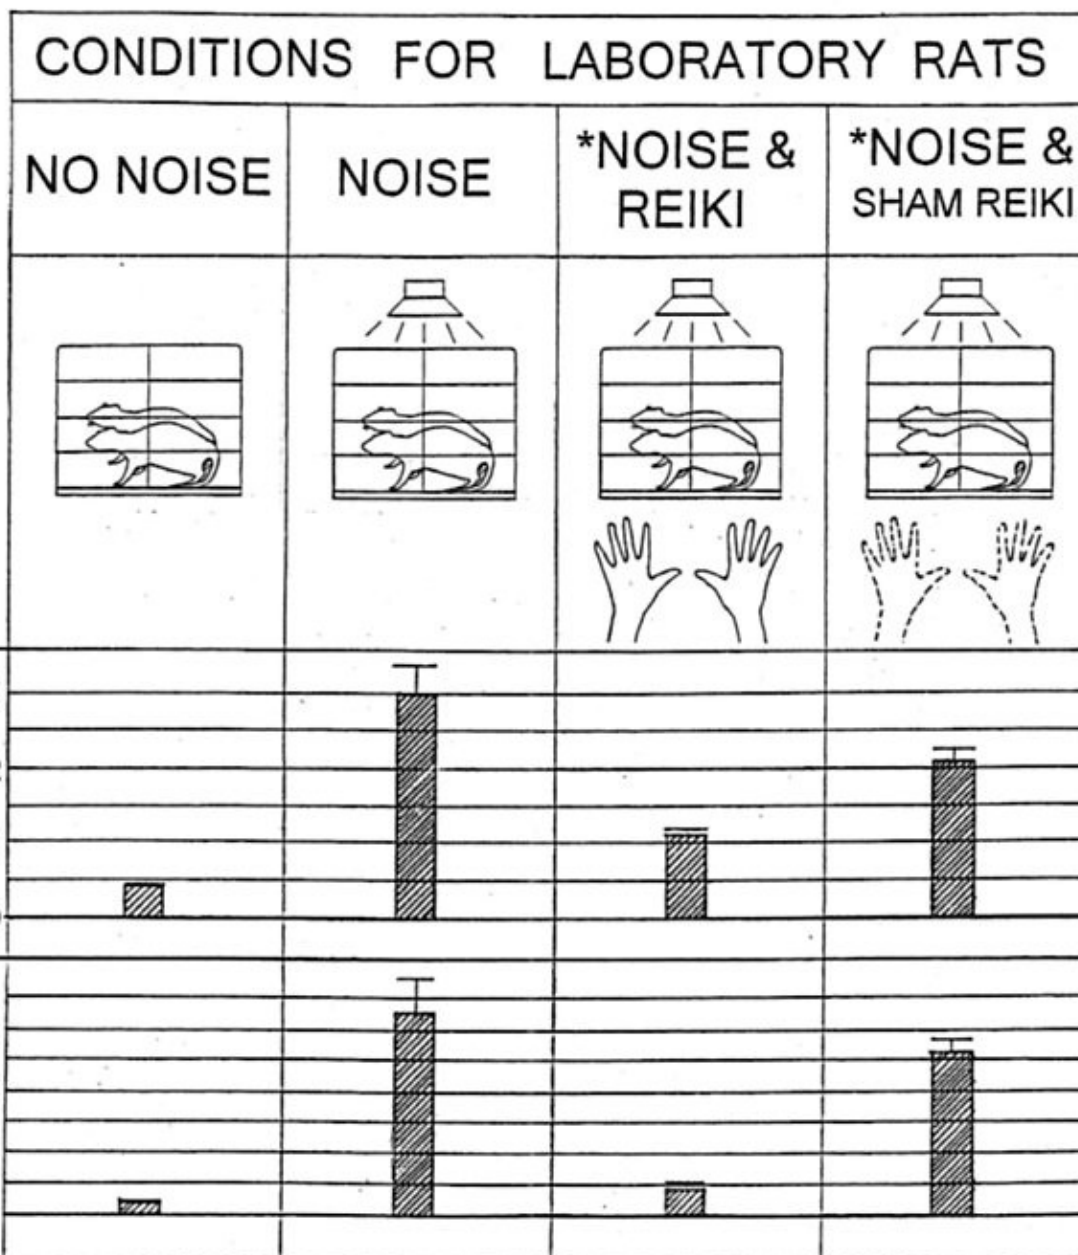 CONDITIONS FOR LABORATORY RATS
NO NOISE
NOISE
*NOISE &
REIKI
*NOISE &
SHAM REIKI